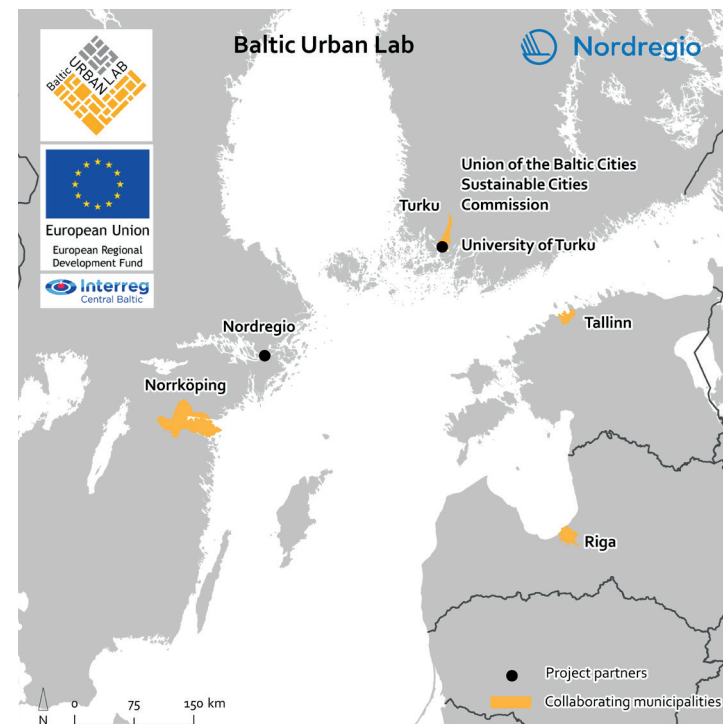 Baltic Urban Lab
Nordregio
Baltic
URBAN LAB
European Union
European Regional
Development Fund
Interreg
Central Baltic
Union of the Baltic Cities
Sustainable Cities
Commission
Turku
University of Turku
Tallinn
Nordregio
Norrköping
Riga
Project partners
Collaborating municipalities
N
0 75 150 km